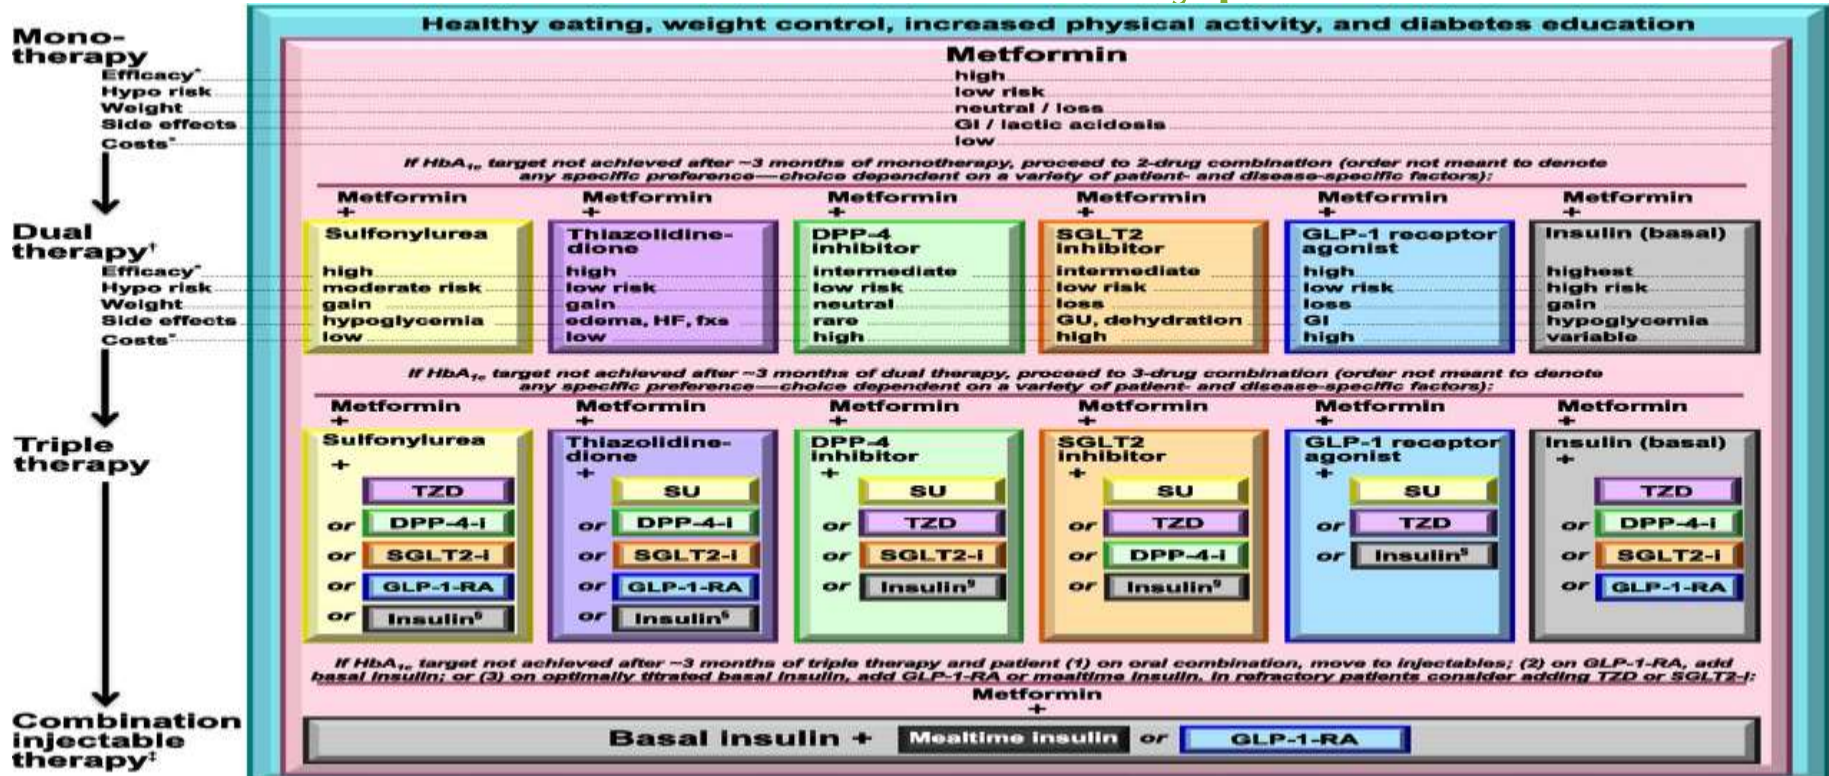 Healthy eating, weight control, increased physical activity, and diabetes education
Mono-
therapy
Metformin
Efficacy* high
Hypo risk low risk
Weight neutral / loss
Side effects GI / lactic acidosis
Costs* low
If HbA1c target not achieved after ~3 months of monotherapy, proceed to 2-drug combination (order not meant to denote
any specific preference—choice dependent on a variety of patient- and disease-specific factors):
Metformin Metformin Metformin Metformin Metformin Metformin
+ + + + + +
Dual
therapy†
Sulfonylurea Thiazolidine- DPP-4 SGLT2 GLP-1 receptor Insulin (basal)
dione inhibitor inhibitor agonist
Efficacy* high high intermediate intermediate high highest
Hypo risk moderate risk low risk low risk low risk low risk high risk
Weight gain gain neutral loss loss gain
Side effects hypoglycemia edema, HF, fxs rare GU, dehydration GI hypoglycemia
Costs* low low high high high variable
If HbA1c target not achieved after ~3 months of dual therapy, proceed to 3-drug combination (order not meant to denote
any specific preference—choice dependent on a variety of patient- and disease-specific factors):
Metformin Metformin Metformin Metformin Metformin Metformin
+ + + + + +
Triple
therapy
Sulfonylurea Thiazolidine- DPP-4 SGLT2 GLP-1 receptor Insulin (basal)
dione inhibitor inhibitor agonist
+ + + + + +
TZD SU SU SU SU TZD
or DPP-4-i or DPP-4-i or TZD or TZD or TZD or DPP-4-i
or SGLT2-i or SGLT2-i or SGLT2-i or DPP-4-i or Insulin§ or SGLT2-i
or GLP-1-RA or GLP-1-RA or Insulin§ or Insulin§ or GLP-1-RA
or Insulin§ or Insulin§
If HbA1c target not achieved after ~3 months of triple therapy and patient (1) on oral combination, move to injectables; (2) on GLP-1-RA, add
basal insulin; or (3) on optimally titrated basal insulin, add GLP-1-RA or mealtime insulin. In refractory patients consider adding TZD or SGLT2-i:
Metformin
+
Combination
injectable
therapy‡
Basal insulin + Mealtime insulin or GLP-1-RA